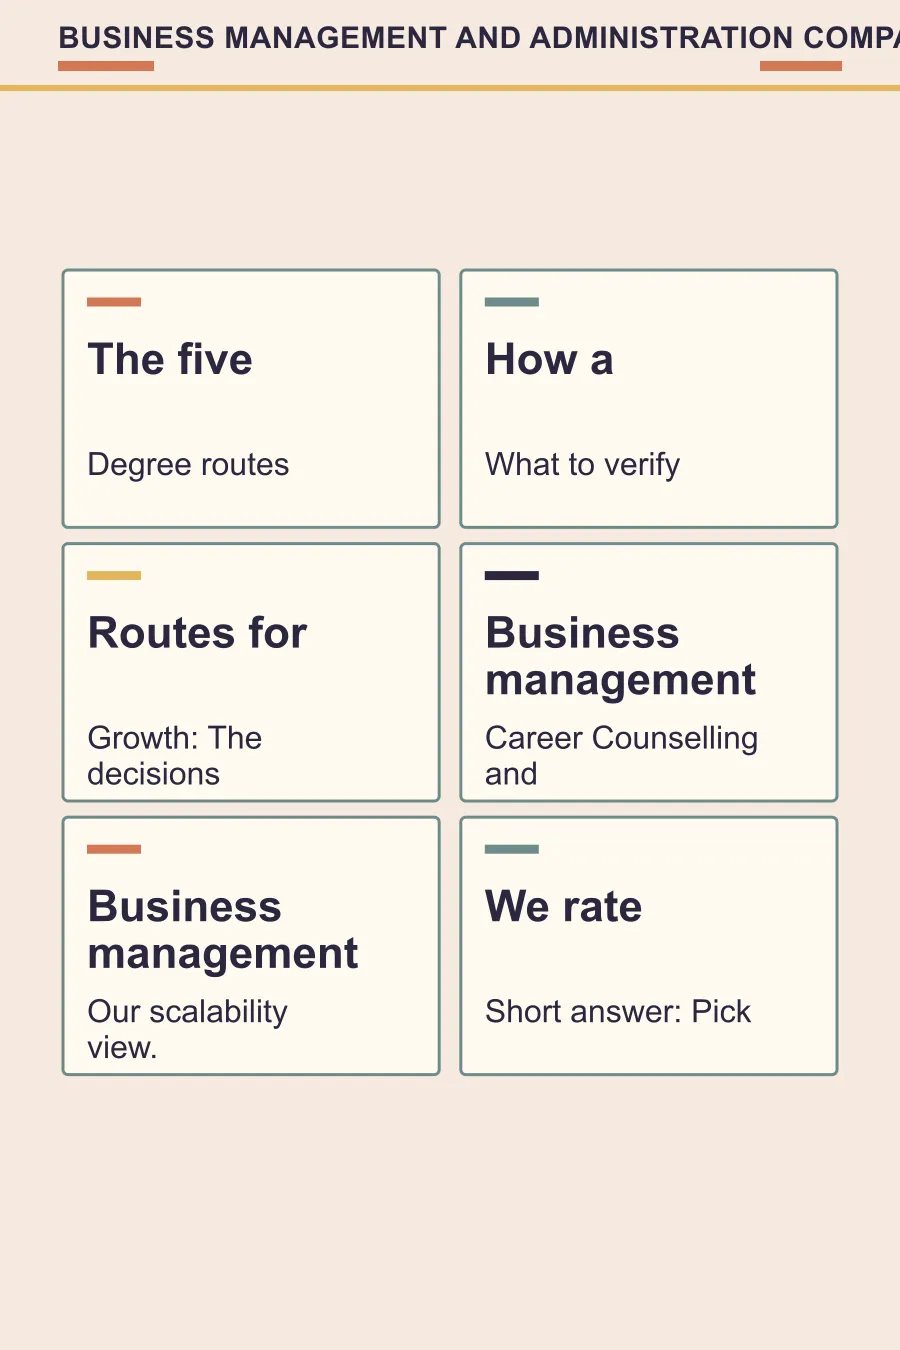 BUSINESS MANAGEMENT AND ADMINISTRATION COMPA
The five
Degree routes
How a
What to verify
Routes for
Growth: The
decisions
Business
management
Career Counselling
and
Business
management
Our scalability
view.
We rate
Short answer: Pick